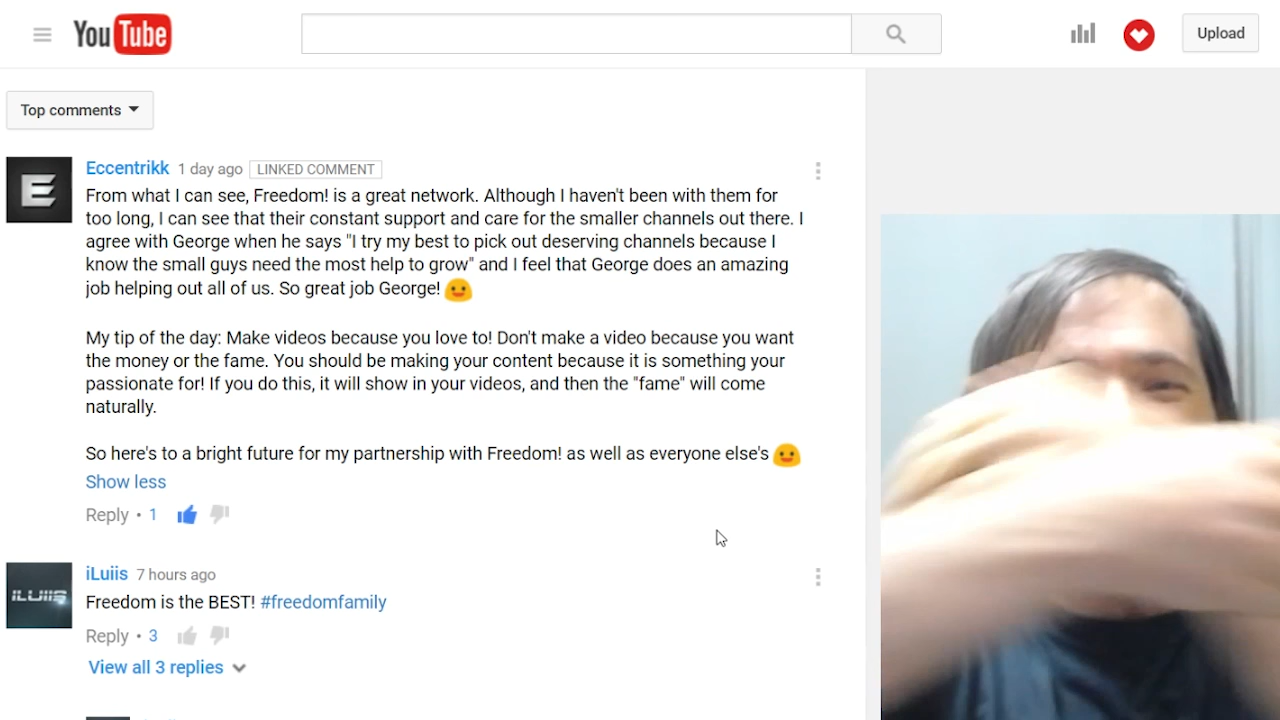 YouTube
Upload
Top comments
Eccentrikk 1 day ago LINKED COMMENT
From what I can see, Freedom! is a great network. Although I haven't been with them for
too long, I can see that their constant support and care for the smaller channels out there. I
agree with George when he says "I try my best to pick out deserving channels because I
know the small guys need the most help to grow" and I feel that George does an amazing
job helping out all of us. So great job George!
My tip of the day: Make videos because you love to! Don't make a video because you want
the money or the fame. You should be making your content because it is something your
passionate for! If you do this, it will show in your videos, and then the "fame" will come
naturally.
So here's to a bright future for my partnership with Freedom! as well as everyone else's
Show less
Reply • 1
iLuiis 7 hours ago
ILUIIS
Freedom is the BEST! #freedomfamily
Reply • 3
View all 3 replies